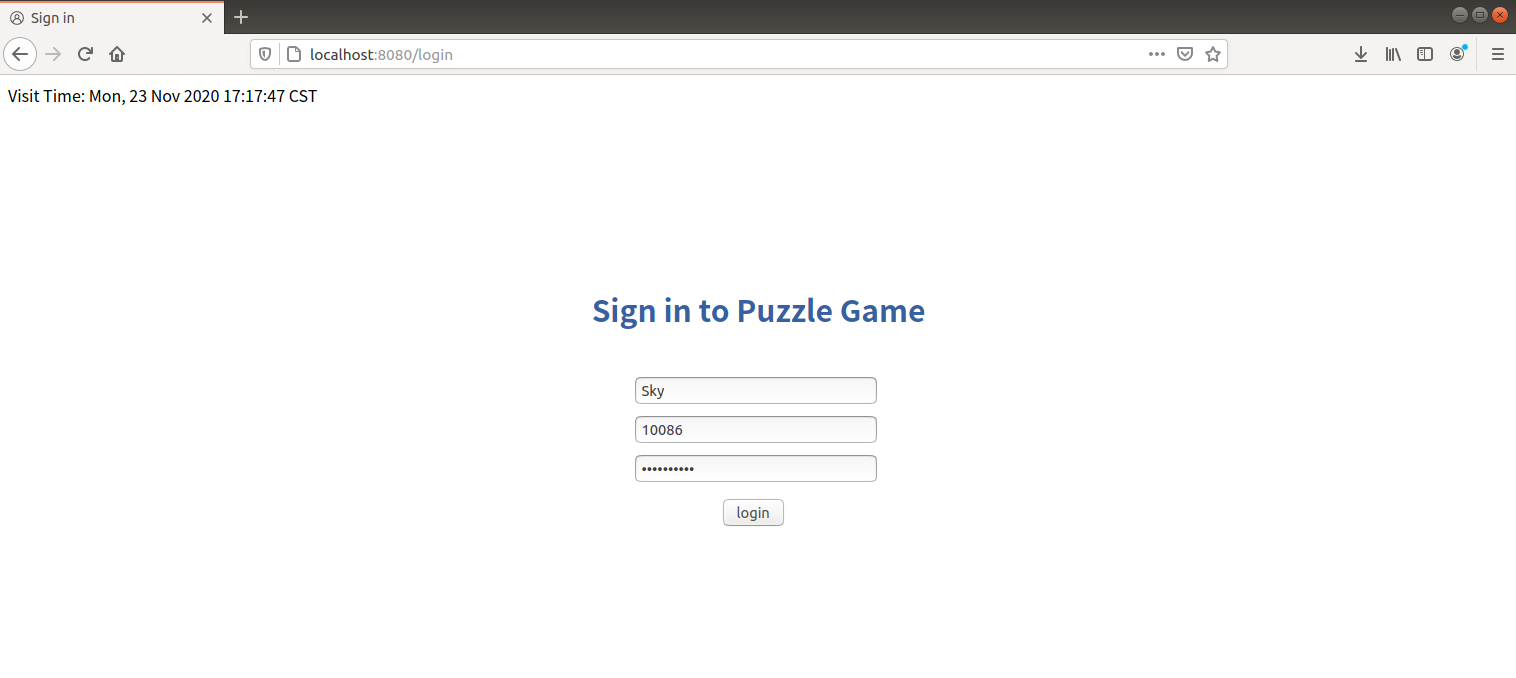 Sign in
localhost:8080/login
Visit Time: Mon, 23 Nov 2020 17:17:47 CST
Sign in to Puzzle Game
Sky
10086
••••••••••
login